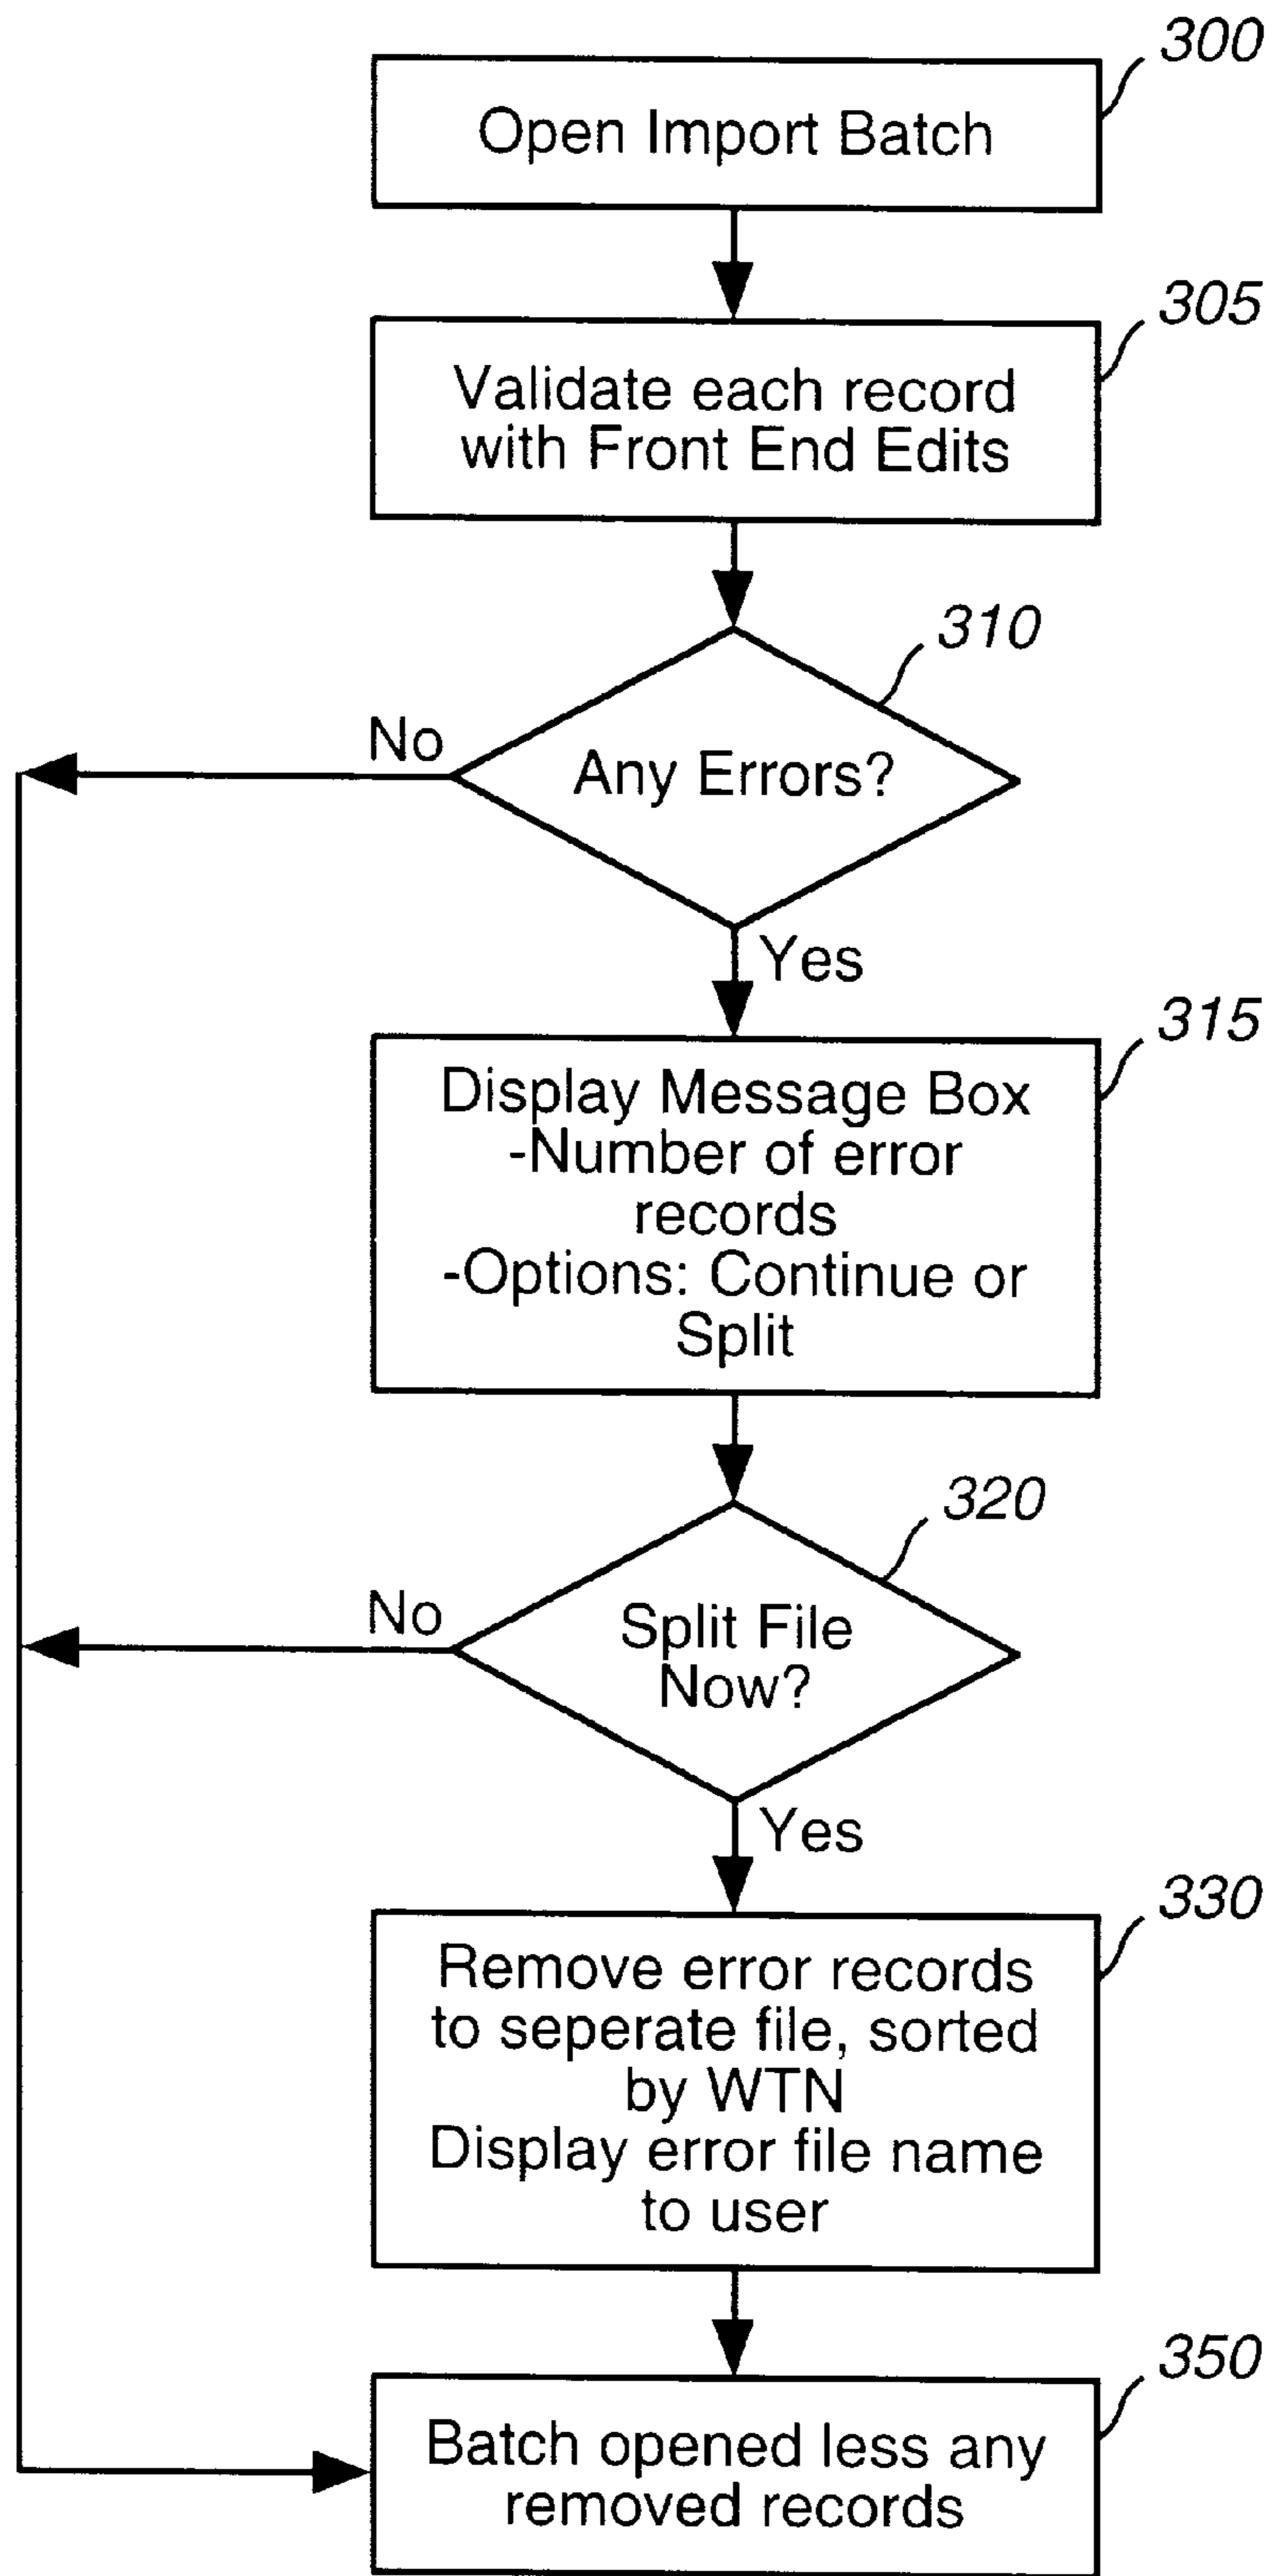 300
Open Import Batch
305
Validate each record
with Front End Edits
310
No
Any Errors?
Yes
315
Display Message Box
-Number of error
records
-Options: Continue or
Split
320
No
Split File
Now?
Yes
330
Remove error records
to seperate file, sorted
by WTN
Display error file name
to user
350
Batch opened less any
removed records